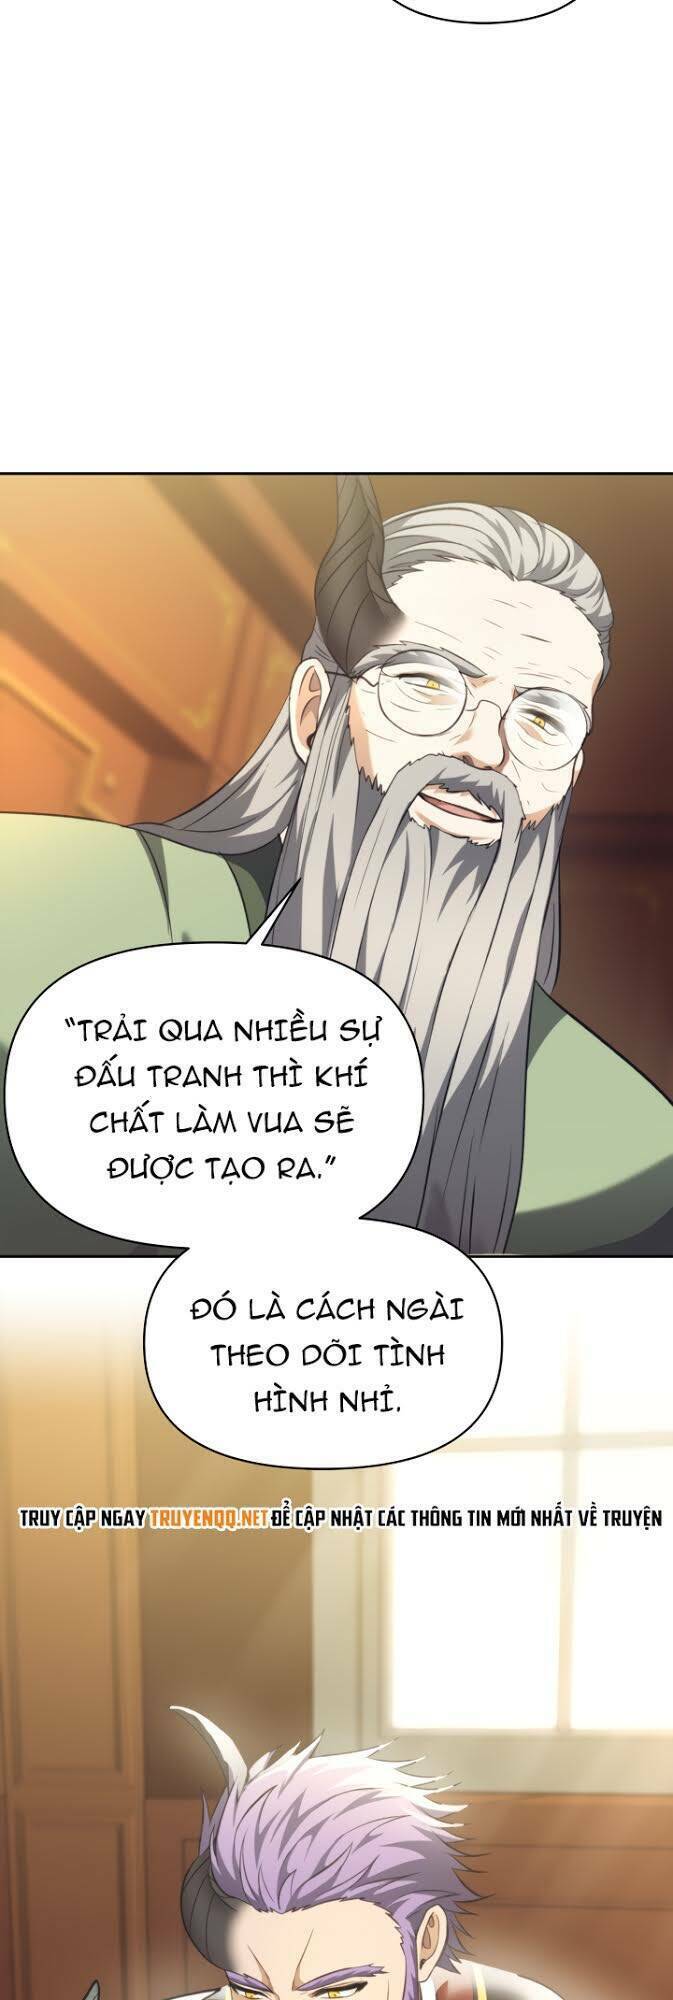 "TRẢI QUA NHIỀU SỰ
ĐẤU TRANH THÌ KHÍ
CHẤT LÀM VUA SẼ
ĐƯỢC TẠO RA."
ĐÓ LÀ CÁCH NGÀI
THEO DÕI TÌNH
HÌNH NHỈ.
TRUY CẬP NGAY TRUYENQQ.NET ĐỂ CẬP NHẬT CÁC THÔNG TIN MỚI NHẤT VỀ TRUYỆN